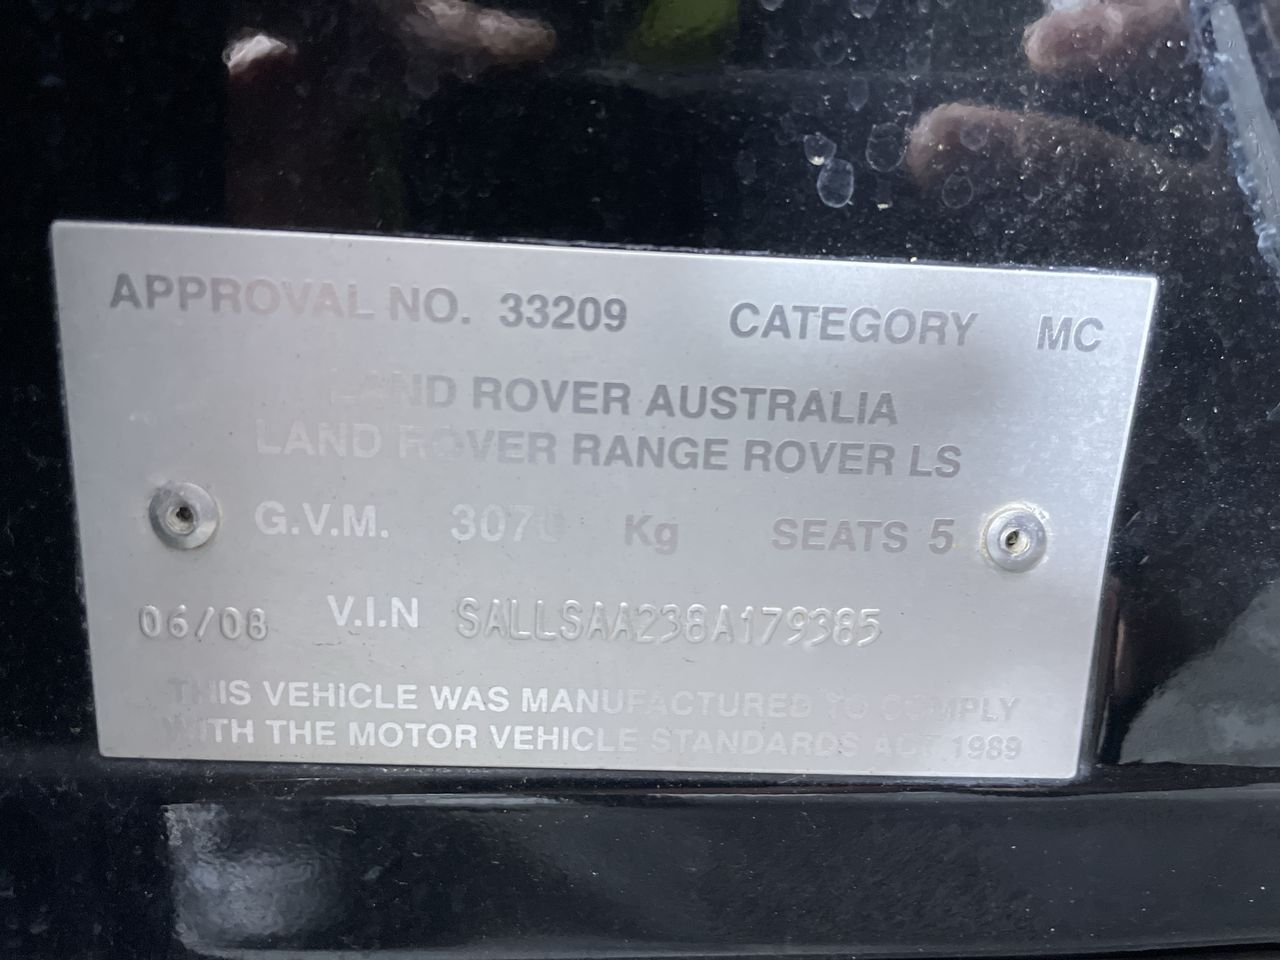 APPROVAL NO. 33209 CATEGORY MC
LAND ROVER AUSTRALIA
LAND ROVER RANGE ROVER LS
G.V.M. 3070 Kg SEATS 5
06/08 V.I.N SALLSAA238A179385
THIS VEHICLE WAS MANUFACTURED TO COMPLY
WITH THE MOTOR VEHICLE STANDARDS ACT 1989